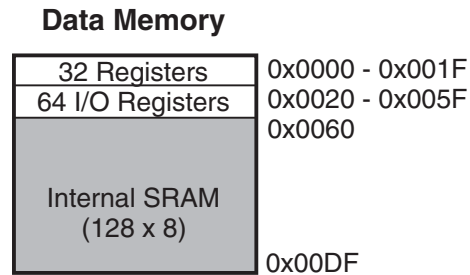 Data Memory
32 Registers 0x0000 - 0x001F
64 I/O Registers 0x0020 - 0x005F
0x0060
Internal SRAM
(128 x 8)
0x00DF